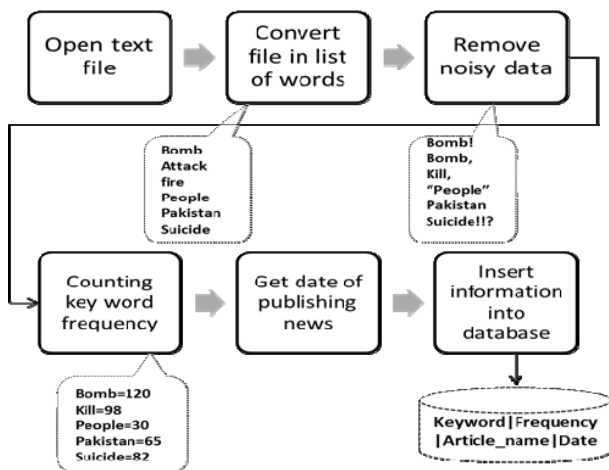 Open text
file
Convert
file in list
of words
Remove
noisy data
Bomb
Attack
fire
People
Pakistan
Suicide
Bomb!
Bomb,
Kill,
“People”
Pakistan
Suicide!!?
Counting
key word
frequency
Get date of
publishing
news
Insert
information
into
database
Bomb=120
Kill=98
People=30
Pakistan=65
Suicide=82
Keyword|Frequency
|Article_name|Date